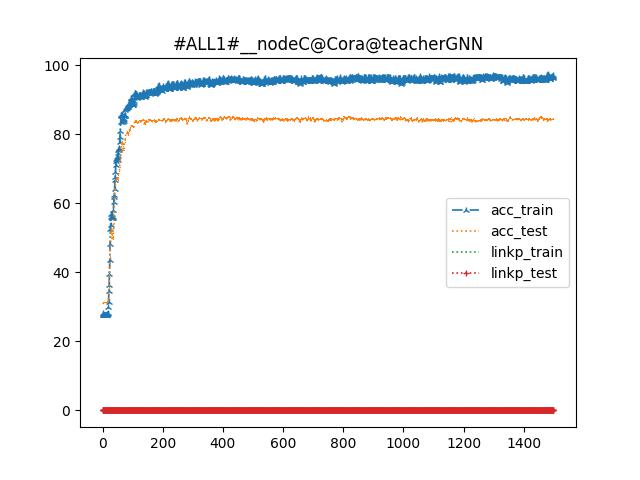 #ALL1#__nodeC@Cora@teacherGNN
100
80
60
40
20
0
acc_train
acc_test
linkp_train
linkp_test
0 200 400 600 800 1000 1200 1400